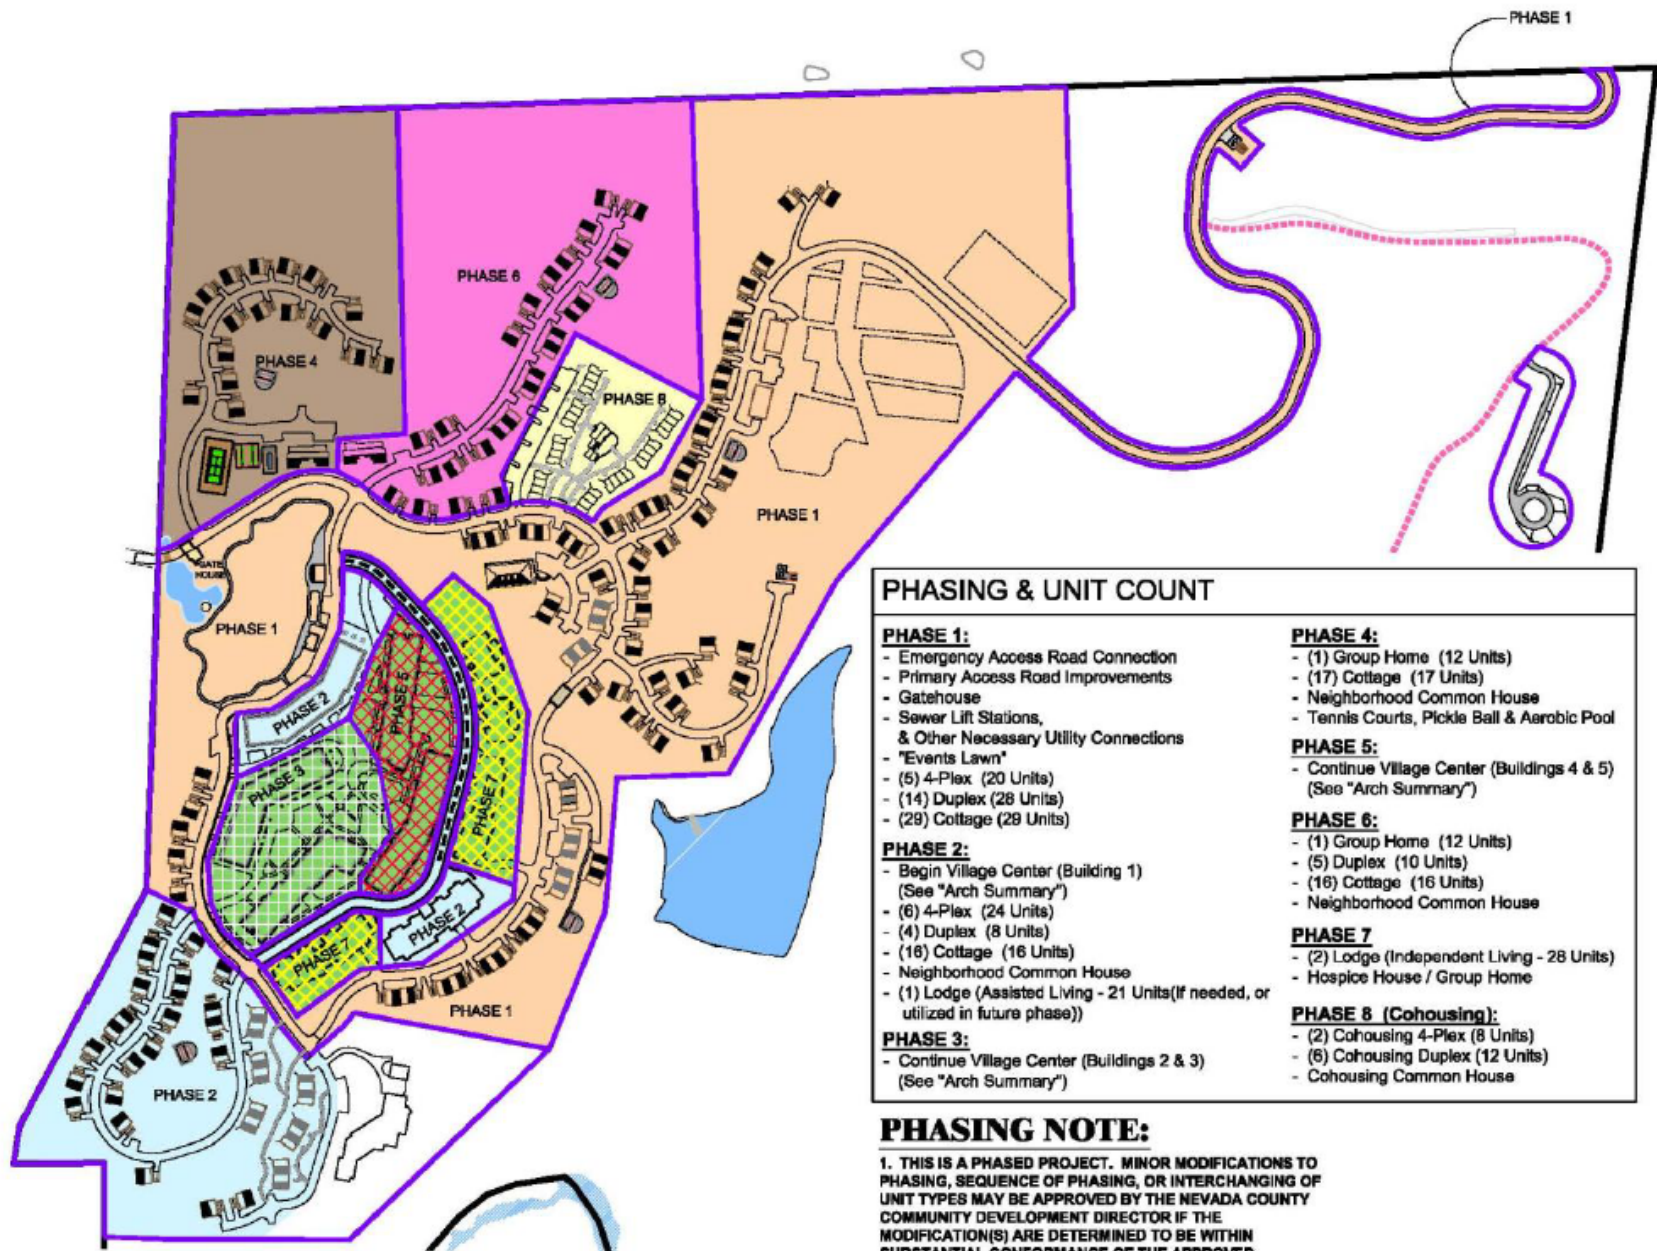 PHASE 1
PHASE 6
PHASE 4
PHASE 8
PHASE 1
GATE
HOUSE
PHASE 1
PHASE 2
PHASE 5
PHASE 3
PHASE 7
PHASE 2
PHASE 7
PHASE 1
PHASE 2
PHASING & UNIT COUNT
PHASE 1:
- Emergency Access Road Connection
- Primary Access Road Improvements
- Gatehouse
- Sewer Lift Stations,
& Other Necessary Utility Connections
- "Events Lawn"
- (5) 4-Plex (20 Units)
- (14) Duplex (28 Units)
- (29) Cottage (29 Units)
PHASE 2:
- Begin Village Center (Building 1)
(See "Arch Summary")
- (6) 4-Plex (24 Units)
- (4) Duplex (8 Units)
- (16) Cottage (16 Units)
- Neighborhood Common House
- (1) Lodge (Assisted Living - 21 Units(If needed, or
utilized in future phase))
PHASE 3:
- Continue Village Center (Buildings 2 & 3)
(See "Arch Summary")
PHASE 4:
- (1) Group Home (12 Units)
- (17) Cottage (17 Units)
- Neighborhood Common House
- Tennis Courts, Pickle Ball & Aerobic Pool
PHASE 5:
- Continue Village Center (Buildings 4 & 5)
(See "Arch Summary")
PHASE 6:
- (1) Group Home (12 Units)
- (5) Duplex (10 Units)
- (16) Cottage (16 Units)
- Neighborhood Common House
PHASE 7
- (2) Lodge (Independent Living - 28 Units)
- Hospice House / Group Home
PHASE 8 (Cohousing):
- (2) Cohousing 4-Plex (8 Units)
- (6) Cohousing Duplex (12 Units)
- Cohousing Common House
PHASING NOTE:
1. THIS IS A PHASED PROJECT. MINOR MODIFICATIONS TO
PHASING, SEQUENCE OF PHASING, OR INTERCHANGING OF
UNIT TYPES MAY BE APPROVED BY THE NEVADA COUNTY
COMMUNITY DEVELOPMENT DIRECTOR IF THE
MODIFICATION(S) ARE DETERMINED TO BE WITHIN
SUBSTANTIAL CONFORMANCE OF THE APPROVED